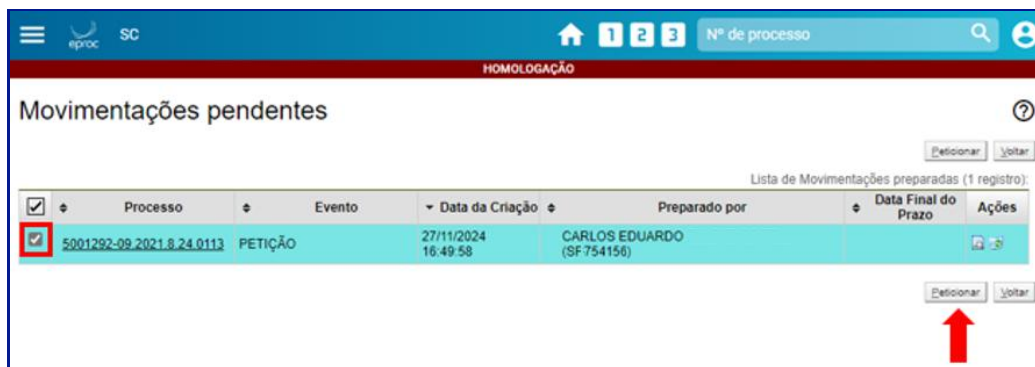 eproc SC 1 2 3 Nº de processo
HOMOLOGAÇÃO
Movimentações pendentes
Peticionar Voltar
Lista de Movimentações preparadas (1 registro):
Processo Evento Data da Criação Preparado por Data Final do Prazo Ações
5001292-09.2021.8.24.0113 PETIÇÃO 27/11/2024 16:49:58 CARLOS EDUARDO (SF754156)
Peticionar Voltar